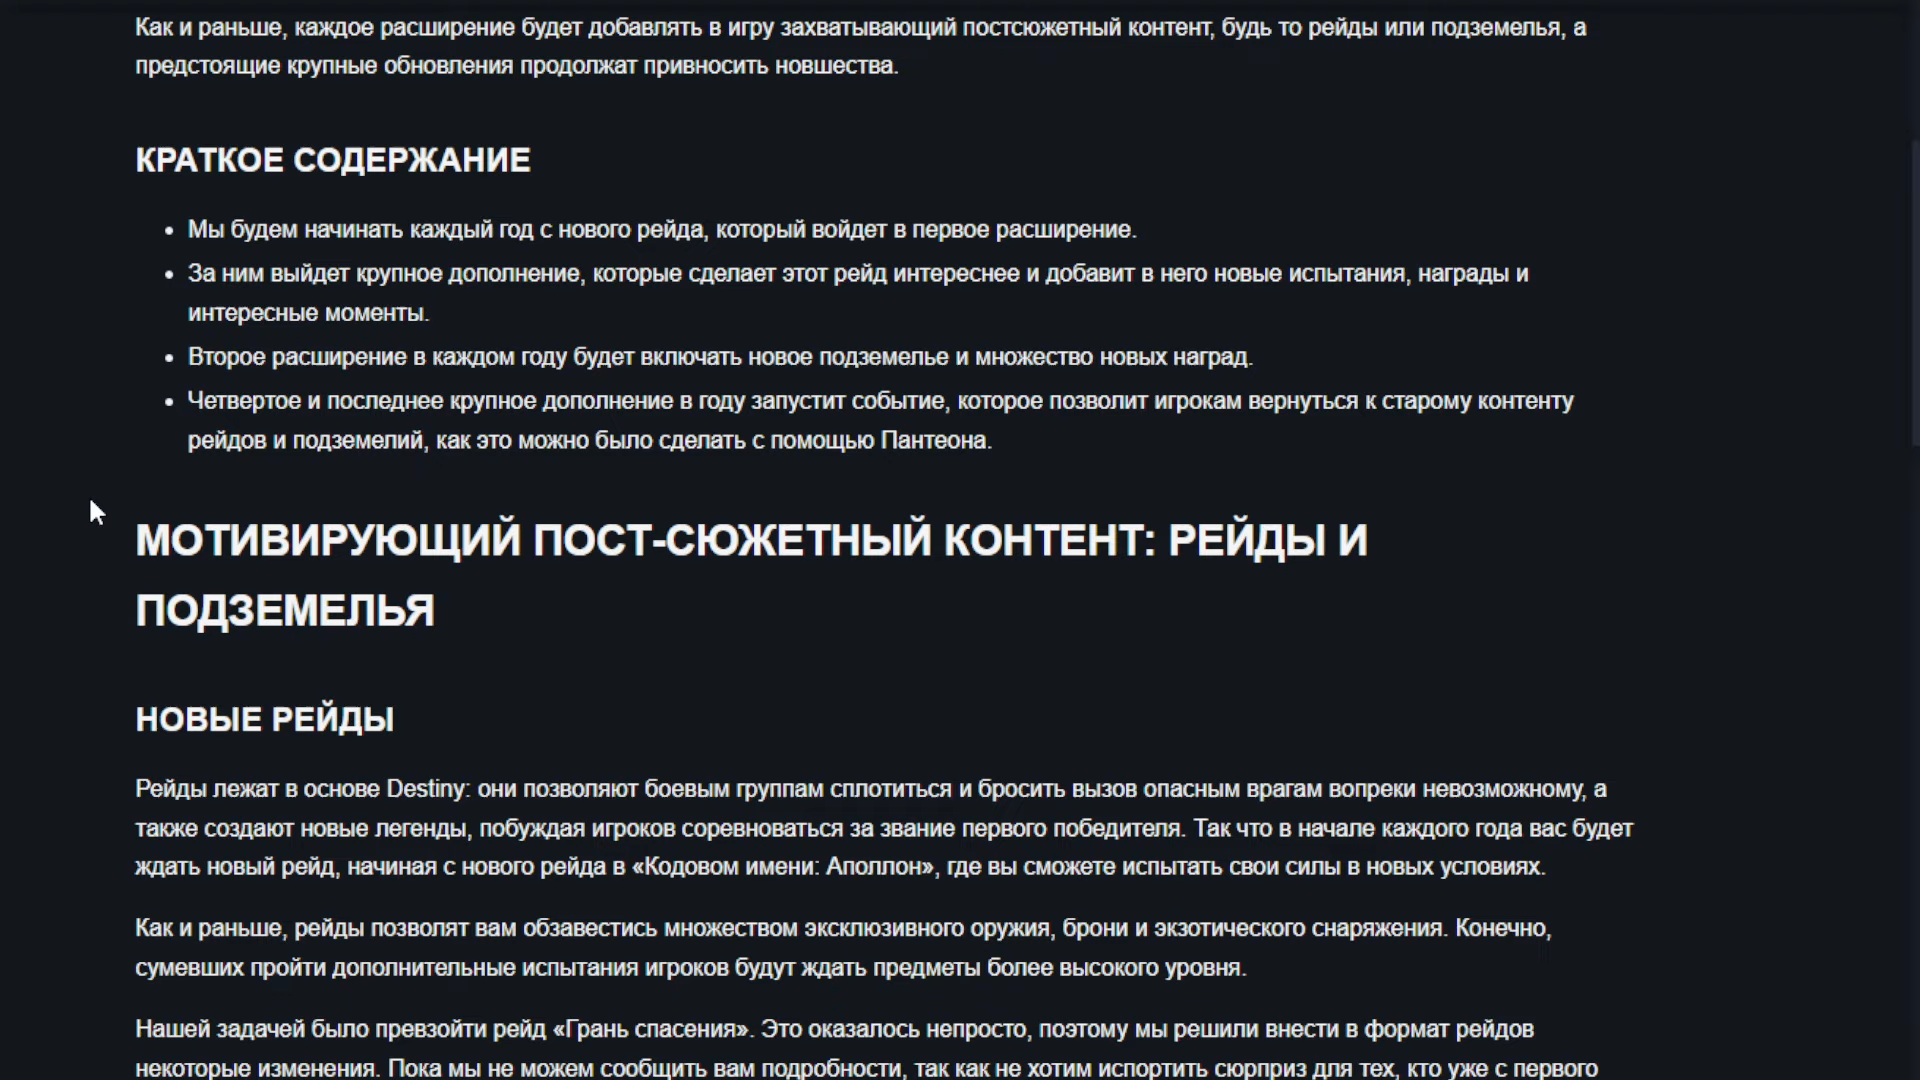 Как и раньше, каждое расширение будет добавлять в игру захватывающий постсюжетный контент, будь то рейды или подземелья, а
предстоящие крупные обновления продолжат привносить новшества.
КРАТКОЕ СОДЕРЖАНИЕ
• Мы будем начинать каждый год с нового рейда, который войдет в первое расширение.
• За ним выйдет крупное дополнение, которые сделает этот рейд интереснее и добавит в него новые испытания, награды и
интересные моменты.
• Второе расширение в каждом году будет включать новое подземелье и множество новых наград.
• Четвертое и последнее крупное дополнение в году запустит событие, которое позволит игрокам вернуться к старому контенту
рейдов и подземелий, как это можно было сделать с помощью Пантеона.
МОТИВИРУЮЩИЙ ПОСТ-СЮЖЕТНЫЙ КОНТЕНТ: РЕЙДЫ И
ПОДЗЕМЕЛЬЯ
НОВЫЕ РЕЙДЫ
Рейды лежат в основе Destiny: они позволяют боевым группам сплотиться и бросить вызов опасным врагам вопреки невозможному, а
также создают новые легенды, побуждая игроков соревноваться за звание первого победителя. Так что в начале каждого года вас будет
ждать новый рейд, начиная с нового рейда в «Кодовом имени: Аполлон», где вы сможете испытать свои силы в новых условиях.
Как и раньше, рейды позволят вам обзавестись множеством эксклюзивного оружия, брони и экзотического снаряжения. Конечно,
сумевших пройти дополнительные испытания игроков будут ждать предметы более высокого уровня.
Нашей задачей было превзойти рейд «Грань спасения». Это оказалось непросто, поэтому мы решили внести в формат рейдов
некоторые изменения. Пока мы не можем сообщить вам подробности, так как не хотим испортить сюрприз для тех, кто уже с первого